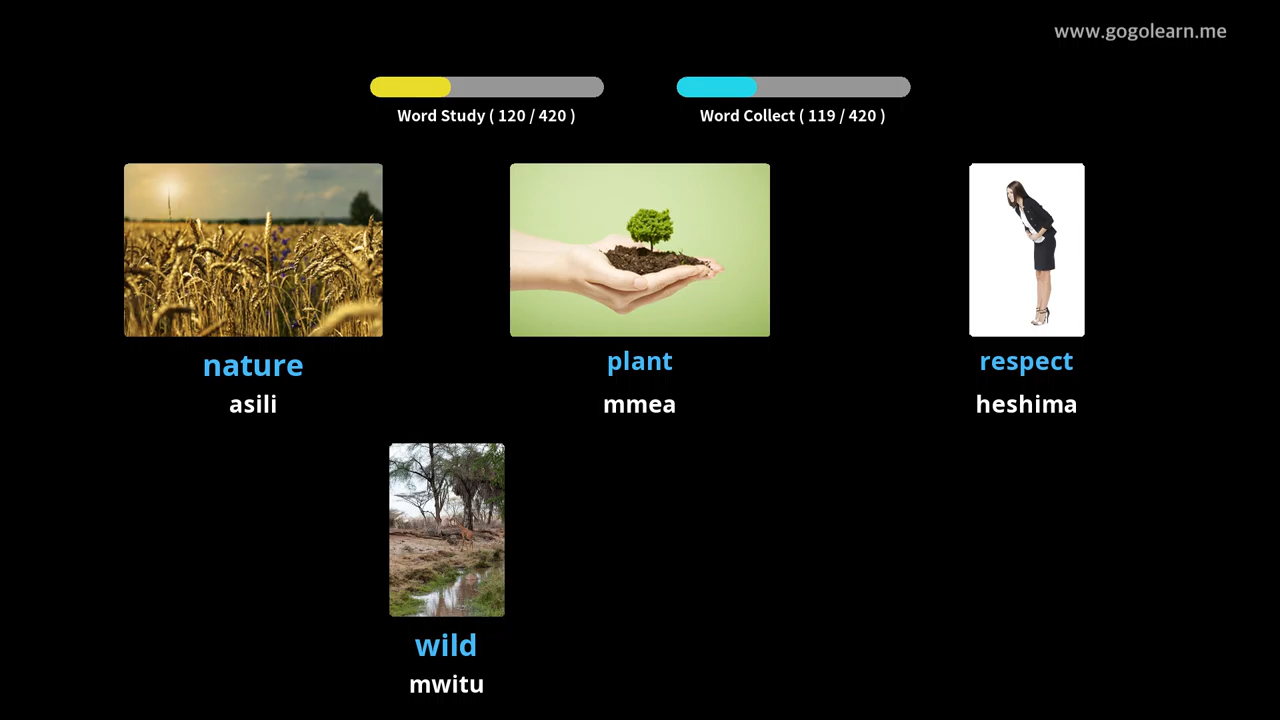 www.gogolearn.me
Word Study ( 120 / 420 )
Word Collect ( 119 / 420 )
nature
asili
plant
mmea
respect
heshima
wild
mwitu